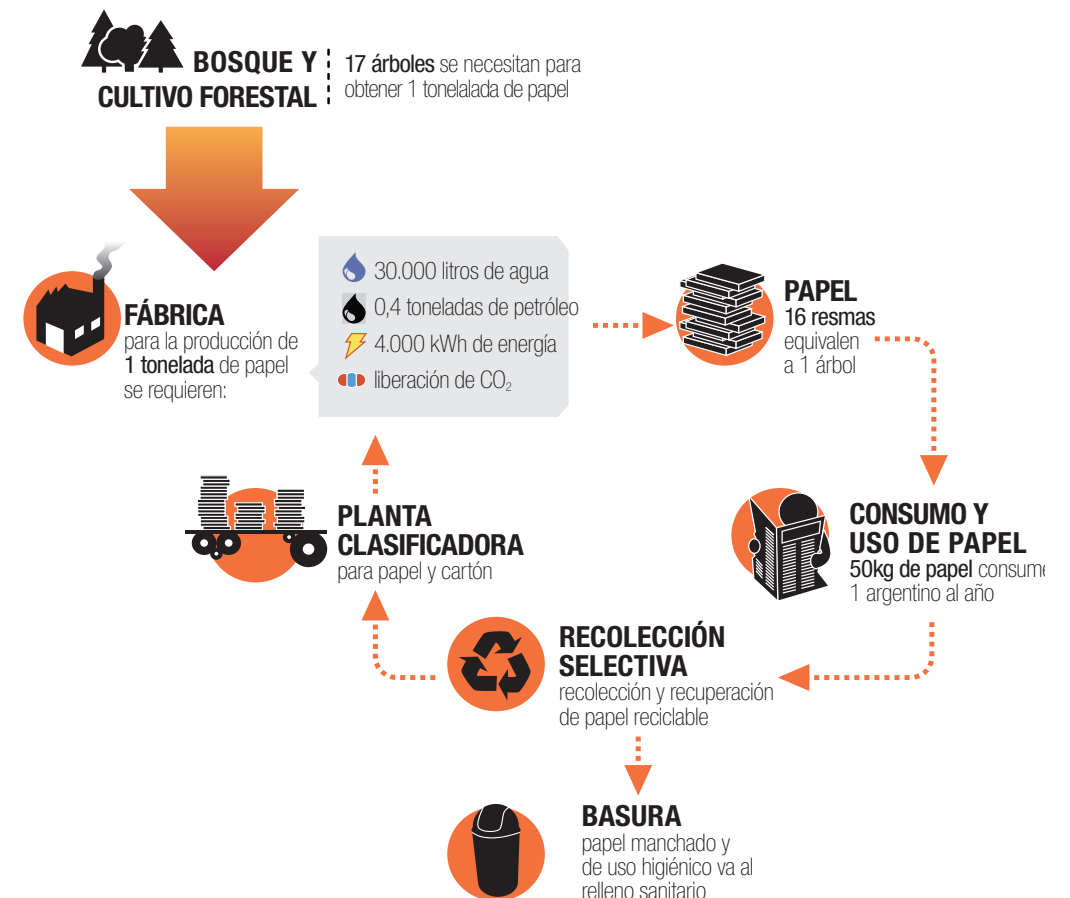 BOSQUE Y
CULTIVO FORESTAL
17 árboles se necesitan para
obtener 1 tonelalada de papel
FÁBRICA
para la producción de
1 tonelada de papel
se requieren:
30.000 litros de agua
0,4 toneladas de petróleo
4.000 kWh de energía
liberación de CO₂
PAPEL
16 resmas
equivalen
a 1 árbol
CONSUMO Y
USO DE PAPEL
50kg de papel consume
1 argentino al año
RECOLECCIÓN
SELECTIVA
recolección y recuperación
de papel reciclable
PLANTA
CLASIFICADORA
para papel y cartón
BASURA
papel manchado y
de uso higiénico va al
relleno sanitario